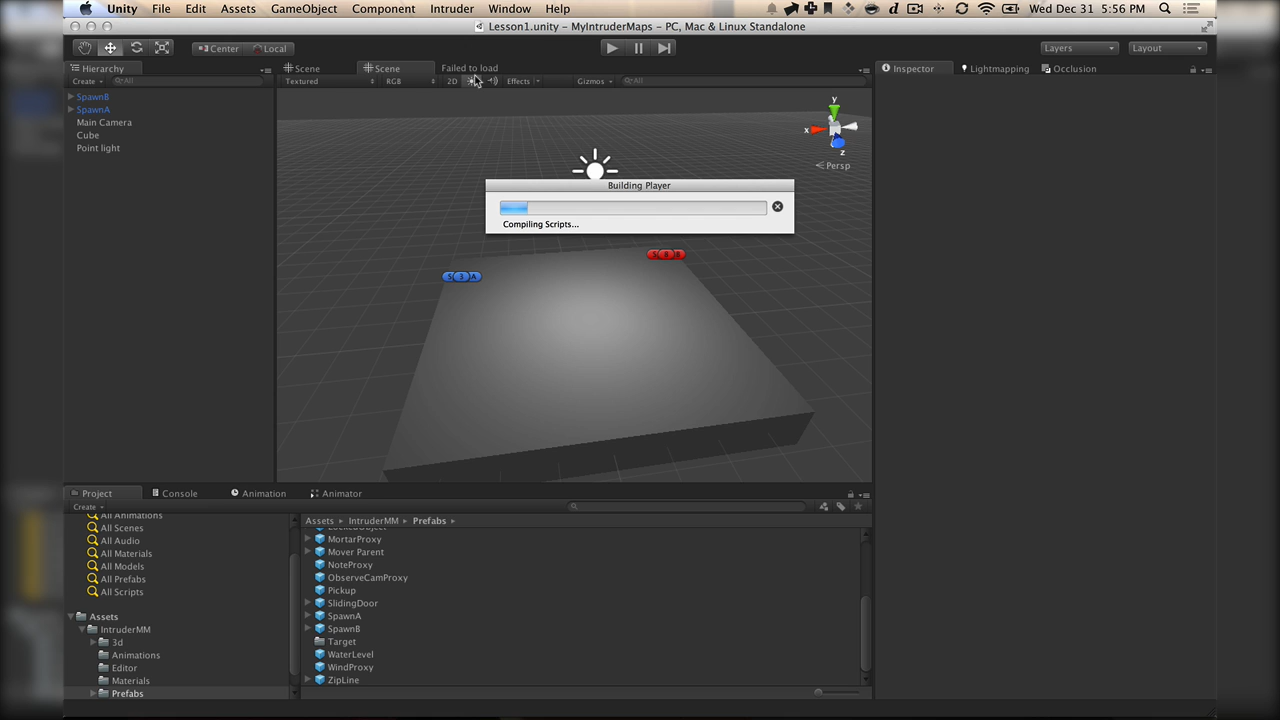 Unity File Edit Assets GameObject Component Intruder Window Help Wed Dec 31 5:56 PM
Lesson1.unity – MyIntruderMaps – PC, Mac & Linux Standalone
Center Local Layers Layout
Hierarchy Scene Scene Failed to load Inspector Lightmapping Occlusion
Create All Textured RGB 2D Effects Gizmos All
SpawnB
SpawnA
Main Camera
Cube
Point light
y
x
z
Persp
Building Player
Compiling Scripts...
S B B
S 3 A
Project Console Animation Animator
Create
All Animations
All Scenes
All Audio
All Materials
All Models
All Prefabs
All Scripts
Assets
IntruderMM
3d
Animations
Editor
Materials
Prefabs
Assets IntruderMM Prefabs
MortarProxy
Mover Parent
NoteProxy
ObserveCamProxy
Pickup
SlidingDoor
SpawnA
SpawnB
Target
WaterLevel
WindProxy
ZipLine